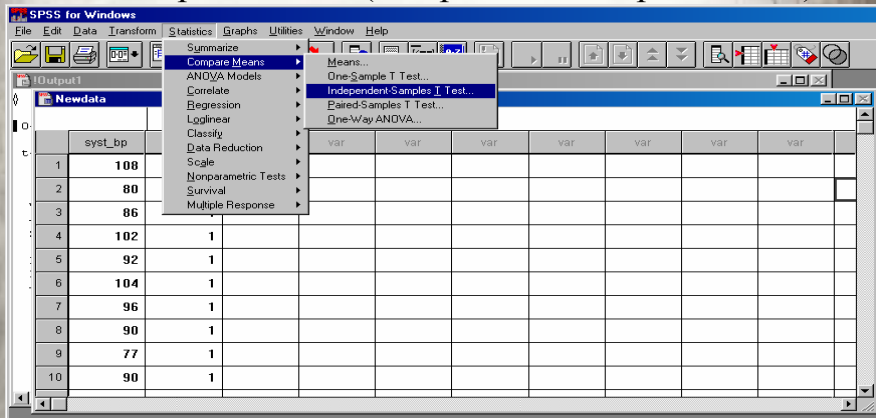 SPSS for Windows
File Edit Data Transform Statistics Graphs Utilities Window Help
!Output1
Newdata
Summarize
Compare Means
ANOVA Models
Correlate
Regression
Loglinear
Classify
Data Reduction
Scale
Nonparametric Tests
Survival
Multiple Response
Means...
One-Sample T Test...
Independent-Samples T Test...
Paired-Samples T Test...
One-Way ANOVA...
syst_bp var var var var var var var
1 108
2 80
3 86
4 102 1
5 92 1
6 104 1
7 96 1
8 90 1
9 77 1
10 90 1